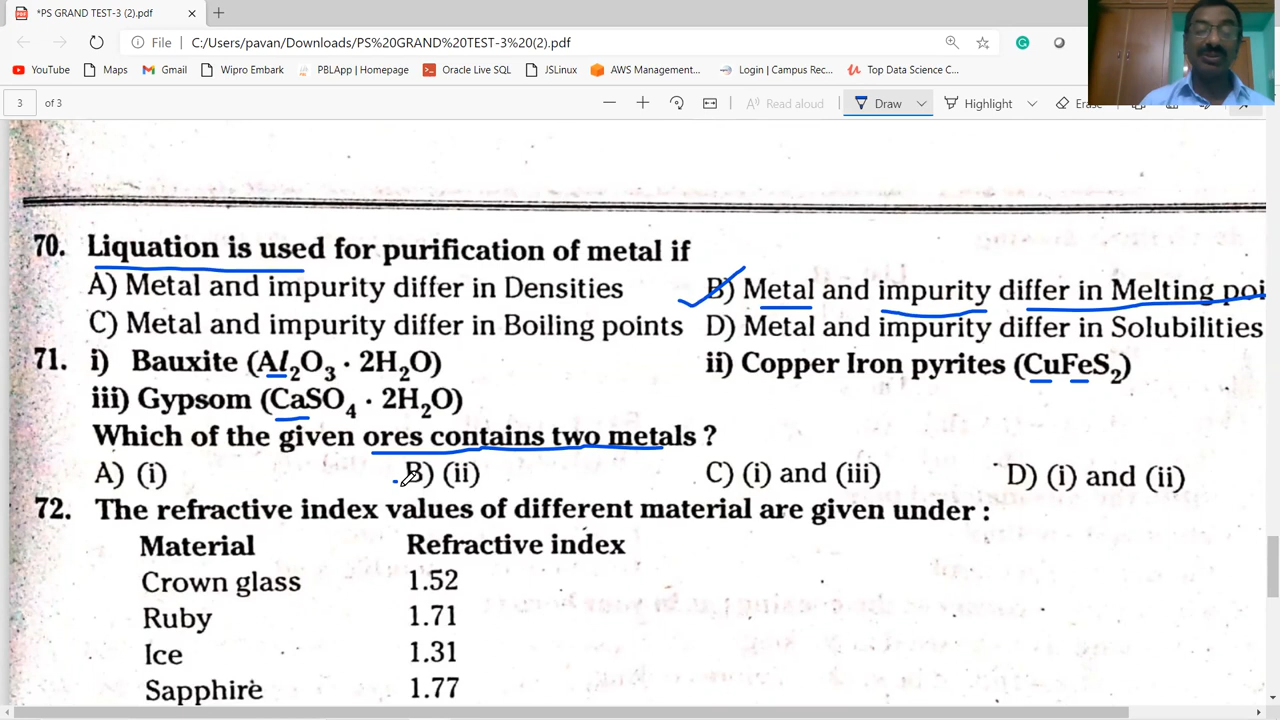 *PS GRAND TEST-3 (2).pdf
File C:/Users/pavan/Downloads/PS%20GRAND%20TEST-3%20(2).pdf
YouTube Maps Gmail Wipro Embark PBLApp | Homepage Oracle Live SQL JSLinux AWS Management... Login | Campus Rec... Top Data Science C...
3 of 3 Read aloud Draw Highlight Erase
70. Liquation is used for purification of metal if
A) Metal and impurity differ in Densities B) Metal and impurity differ in Melting poi
C) Metal and impurity differ in Boiling points D) Metal and impurity differ in Solubilities
71. i) Bauxite (Al₂O₃ · 2H₂O) ii) Copper Iron pyrites (CuFeS₂)
iii) Gypsom (CaSO₄ · 2H₂O)
Which of the given ores contains two metals ?
A) (i) B) (ii) C) (i) and (iii) D) (i) and (ii)
72. The refractive index values of different material are given under :
Material Refractive index
Crown glass 1.52
Ruby 1.71
Ice 1.31
Sapphire 1.77